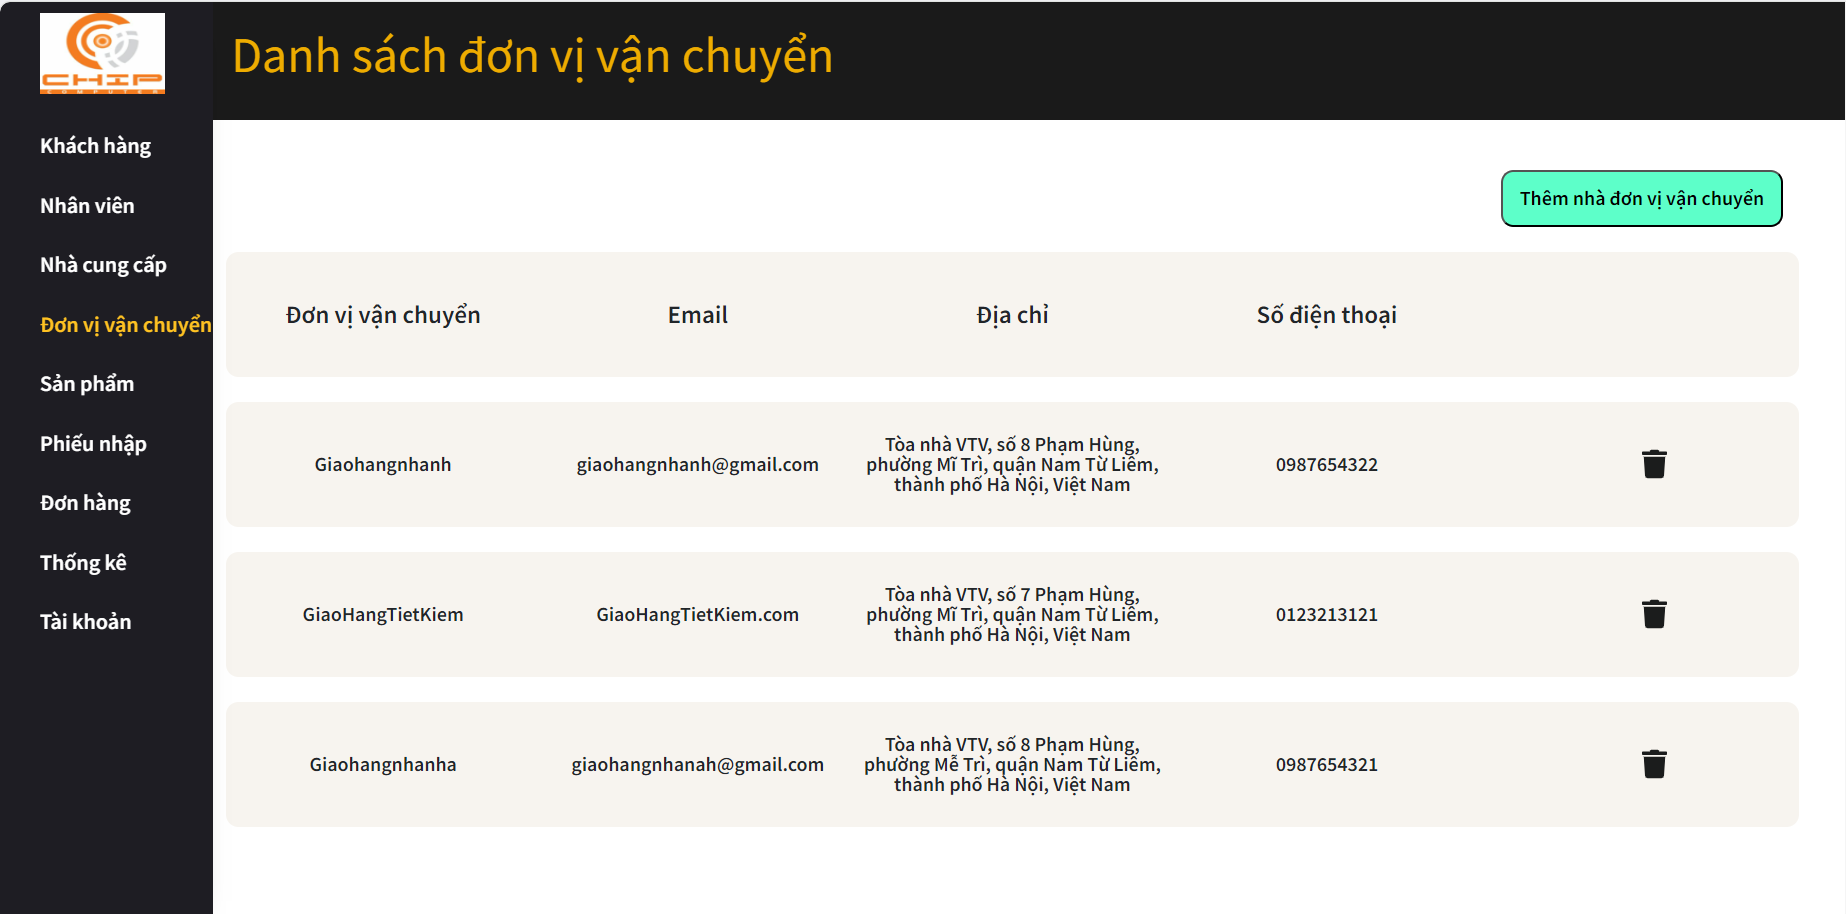 CHIP
COMPUTER
Danh sách đơn vị vận chuyển
Khách hàng
Nhân viên
Nhà cung cấp
Đơn vị vận chuyển
Sản phẩm
Phiếu nhập
Đơn hàng
Thống kê
Tài khoản
Thêm nhà đơn vị vận chuyển
Đơn vị vận chuyển
Email
Địa chỉ
Số điện thoại
Giaohangnhanh
giaohangnhanh@gmail.com
Tòa nhà VTV, số 8 Phạm Hùng,
phường Mĩ Trì, quận Nam Từ Liêm,
thành phố Hà Nội, Việt Nam
0987654322
GiaoHangTietKiem
GiaoHangTietKiem.com
Tòa nhà VTV, số 7 Phạm Hùng,
phường Mĩ Trì, quận Nam Từ Liêm,
thành phố Hà Nội, Việt Nam
0123213121
Giaohangnhanha
giaohangnhanah@gmail.com
Tòa nhà VTV, số 8 Phạm Hùng,
phường Mễ Trì, quận Nam Từ Liêm,
thành phố Hà Nội, Việt Nam
0987654321